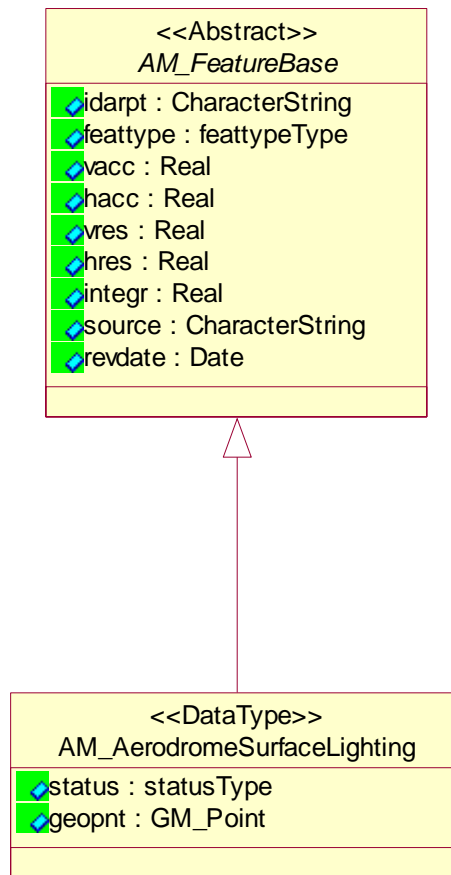 <<Abstract>>
AM_FeatureBase
idarpt : CharacterString
feattype : feattypeType
vacc : Real
hacc : Real
vres : Real
hres : Real
integr : Real
source : CharacterString
revdate : Date
<<DataType>>
AM_AerodromeSurfaceLighting
status : statusType
geopnt : GM_Point